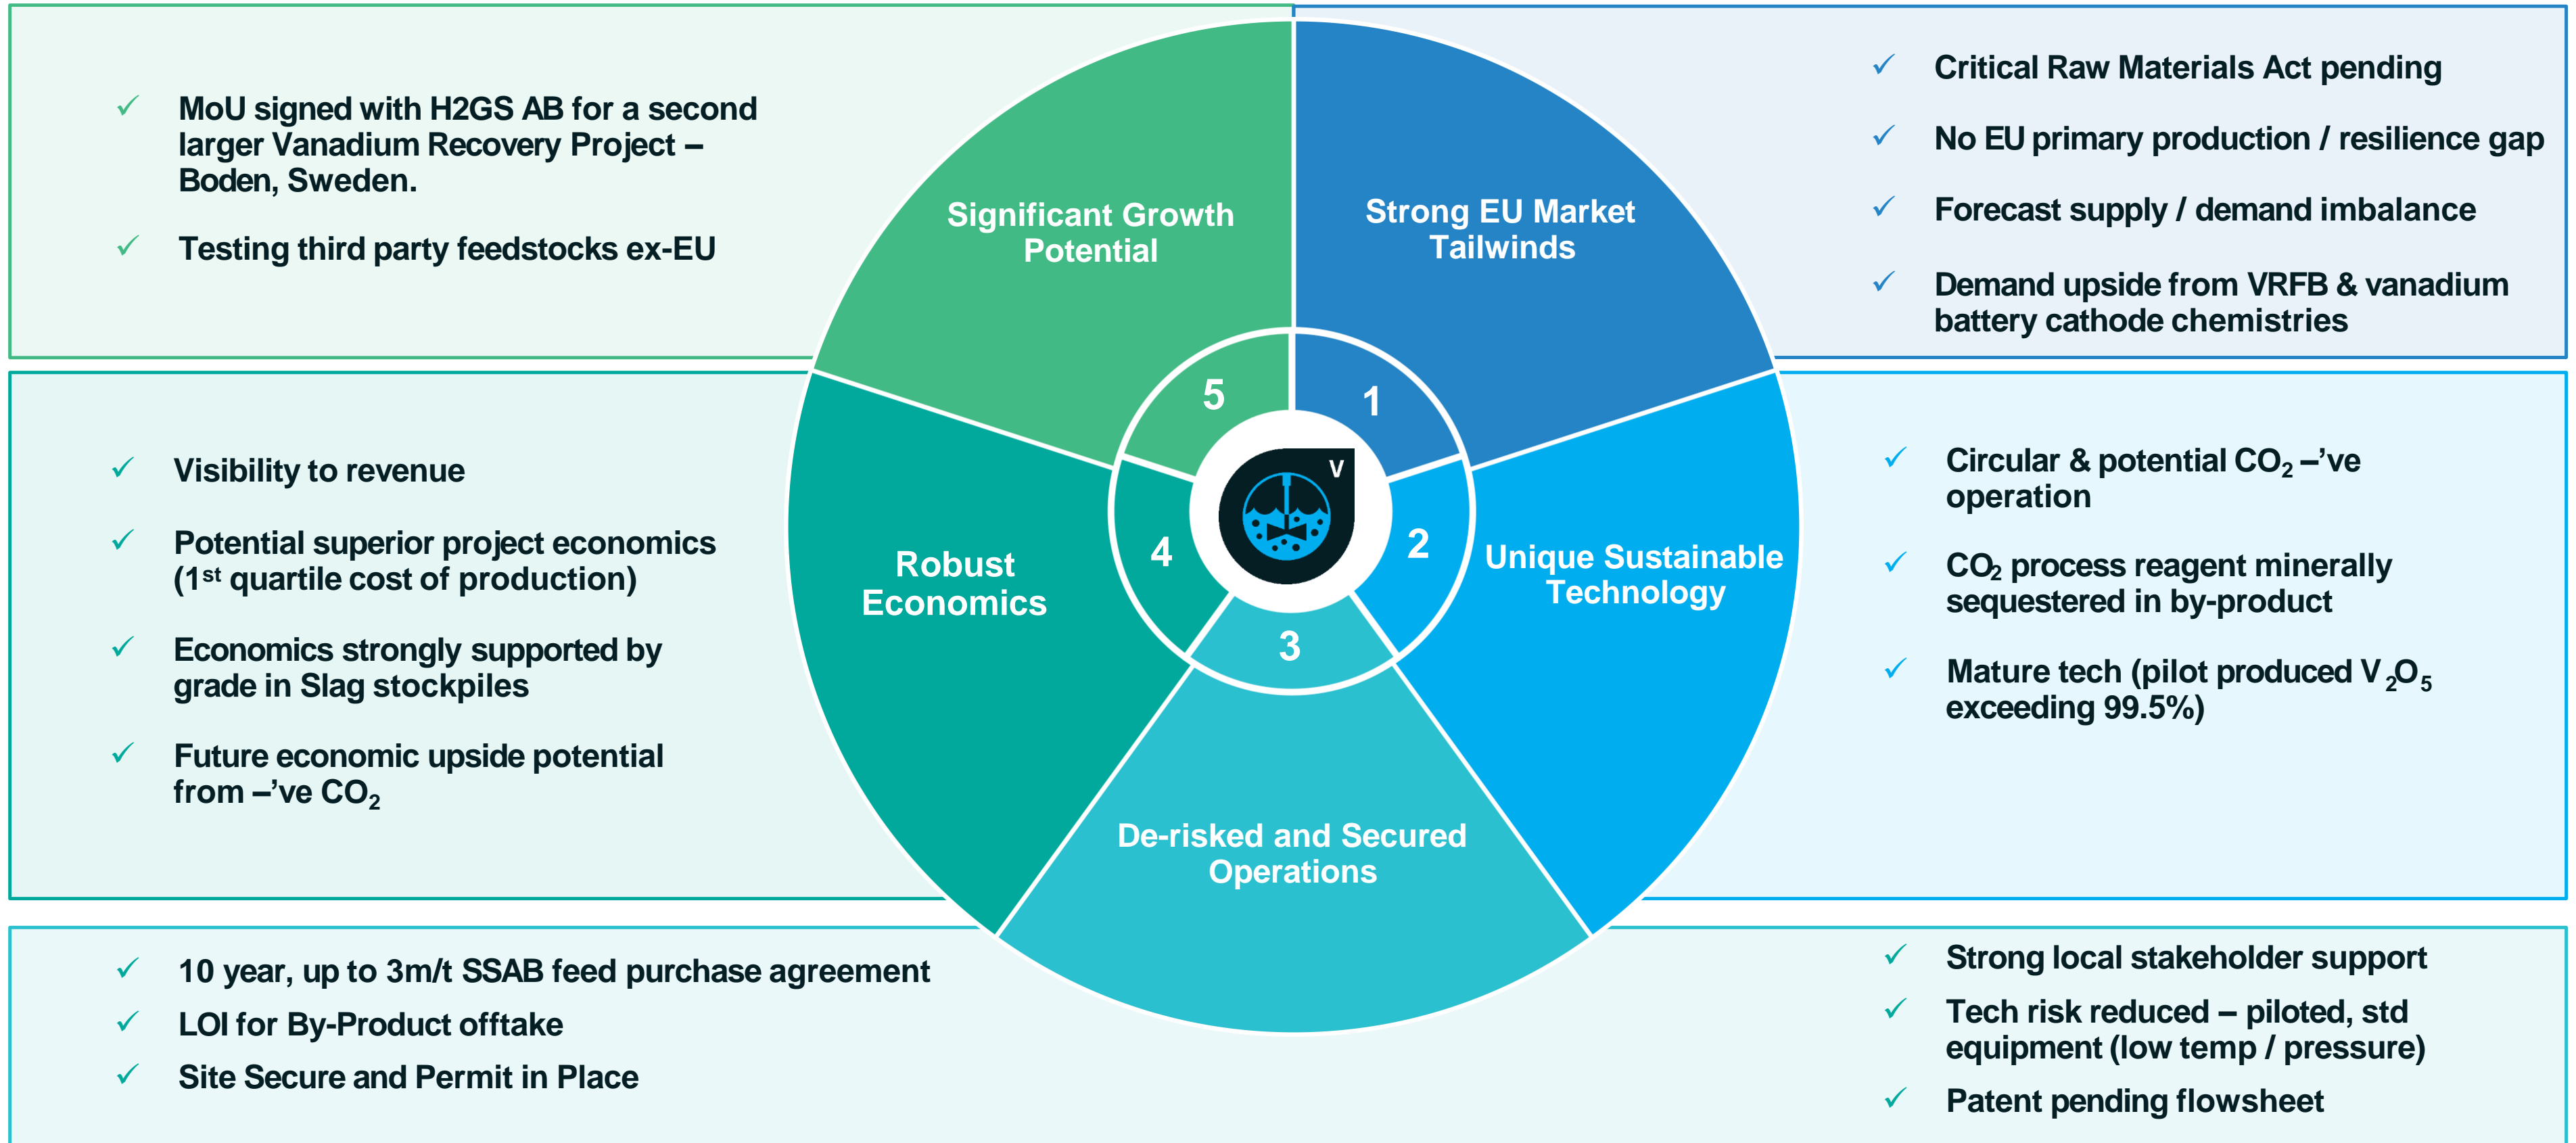 Significant Growth
Potential
5
MoU signed with H2GS AB for a second
larger Vanadium Recovery Project –
Boden, Sweden.
Testing third party feedstocks ex-EU
Strong EU Market
Tailwinds
1
Critical Raw Materials Act pending
No EU primary production / resilience gap
Forecast supply / demand imbalance
Demand upside from VRFB & vanadium
battery cathode chemistries
V
Robust
Economics
4
Visibility to revenue
Potential superior project economics
(1st quartile cost of production)
Economics strongly supported by
grade in Slag stockpiles
Future economic upside potential
from –’ve CO₂
Unique Sustainable
Technology
2
Circular & potential CO₂ –’ve
operation
CO₂ process reagent minerally
sequestered in by-product
Mature tech (pilot produced V₂O₅
exceeding 99.5%)
3
De-risked and Secured
Operations
10 year, up to 3m/t SSAB feed purchase agreement
LOI for By-Product offtake
Site Secure and Permit in Place
Strong local stakeholder support
Tech risk reduced – piloted, std
equipment (low temp / pressure)
Patent pending flowsheet